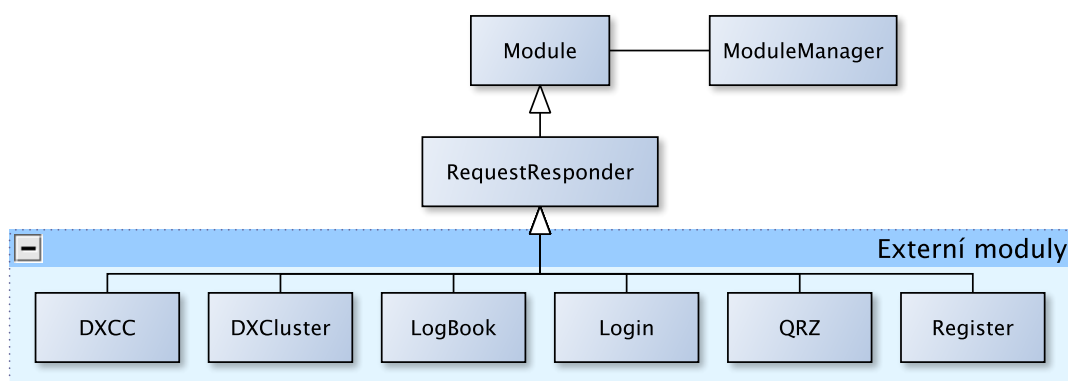 Module
ModuleManager
RequestResponder
Externí moduly
DXCC
DXCluster
LogBook
Login
QRZ
Register